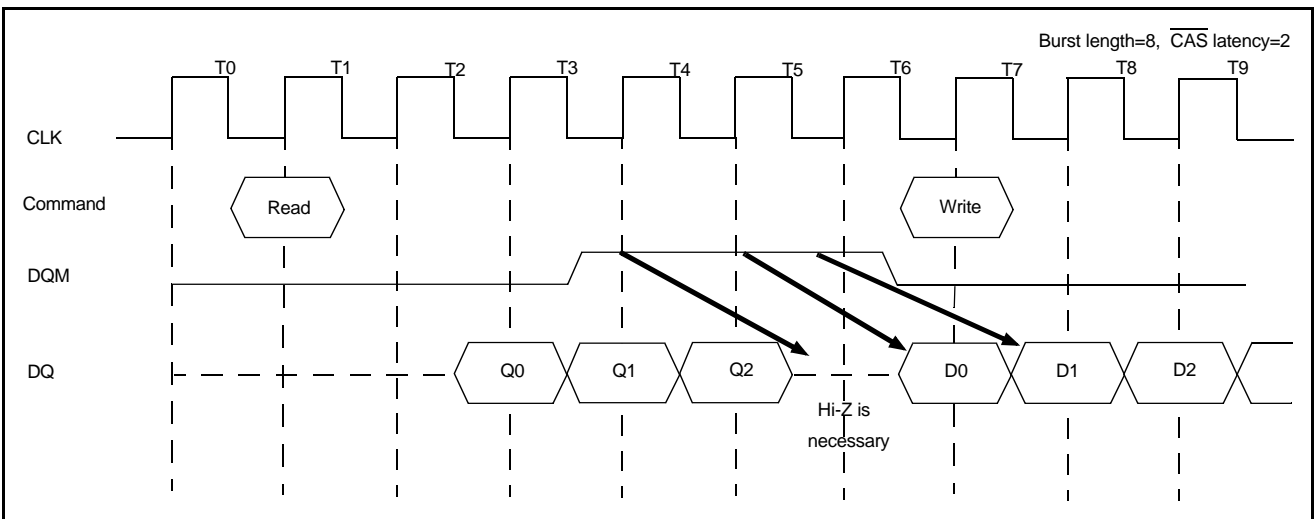 Burst length=8, CAS latency=2
T0 T1 T2 T3 T4 T5 T6 T7 T8 T9
CLK
Command Read Write
DQM
DQ Q0 Q1 Q2 D0 D1 D2
Hi-Z is
necessary